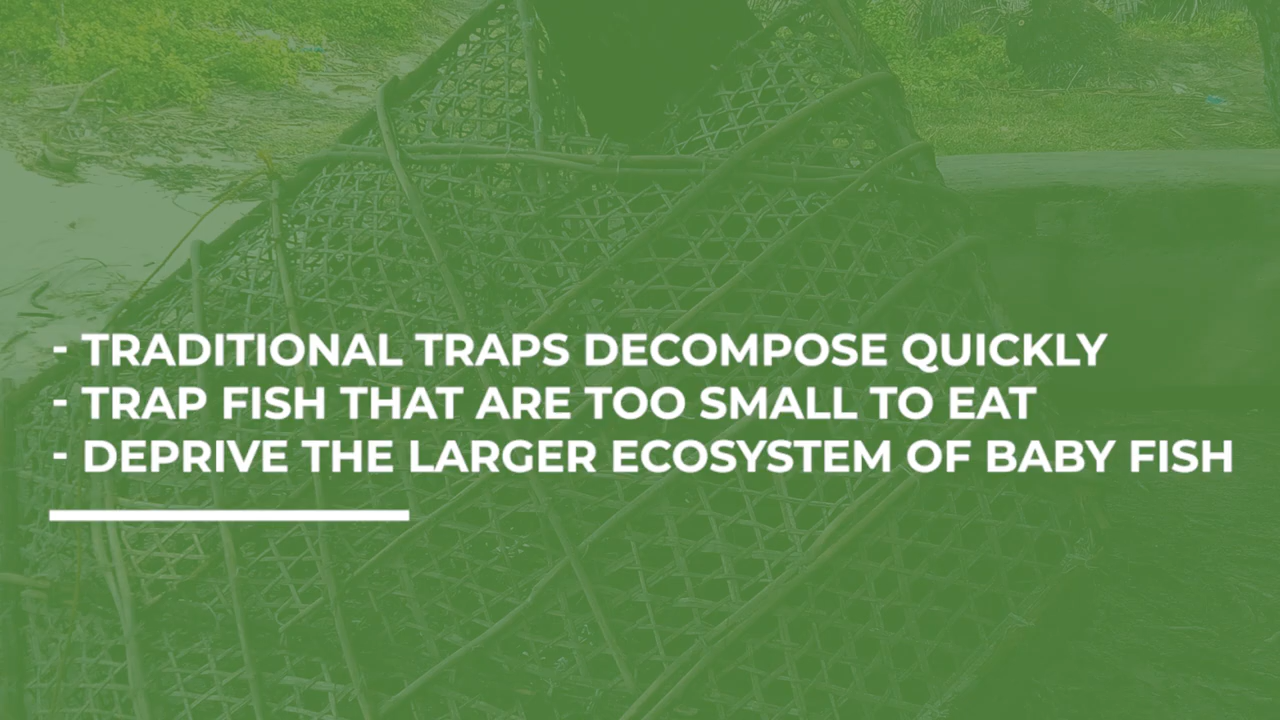 - TRADITIONAL TRAPS DECOMPOSE QUICKLY
- TRAP FISH THAT ARE TOO SMALL TO EAT
- DEPRIVE THE LARGER ECOSYSTEM OF BABY FISH